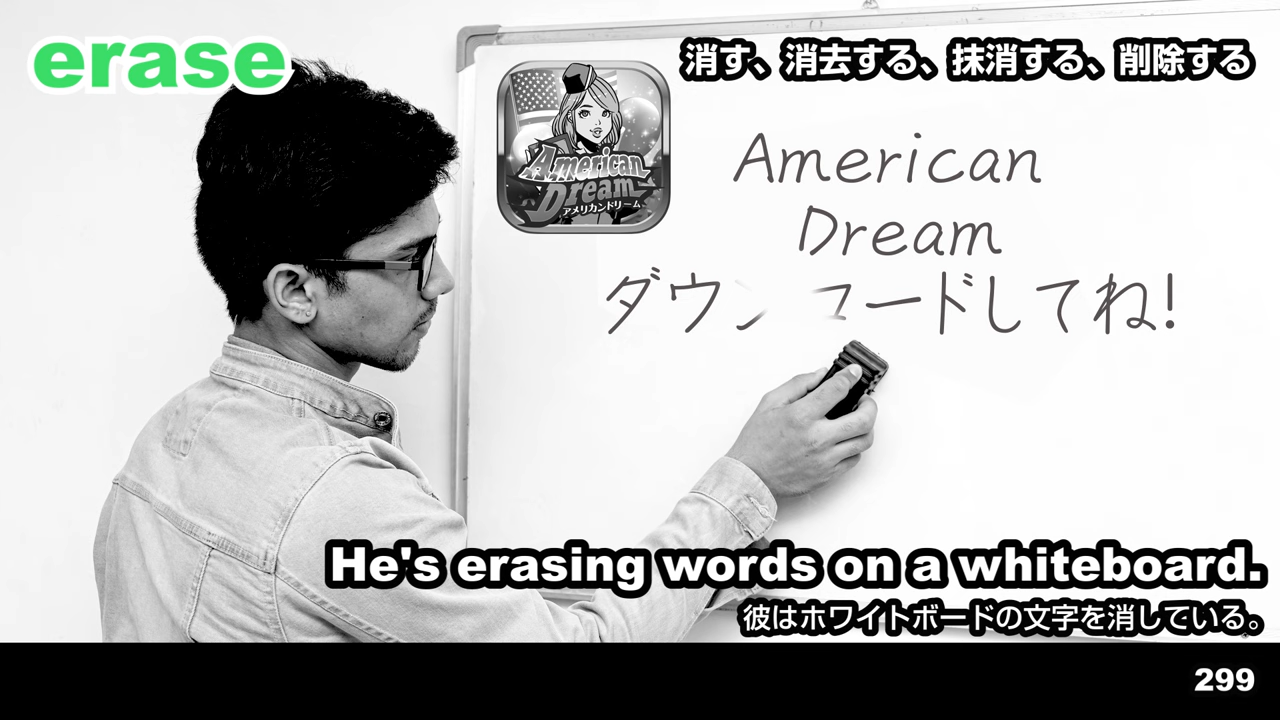 erase
消す、消去する、抹消する、削除する
American
Dream
アメリカンドリーム
American
Dream
ダウンロードしてね!
He's erasing words on a whiteboard.
彼はホワイトボードの文字を消している。
299